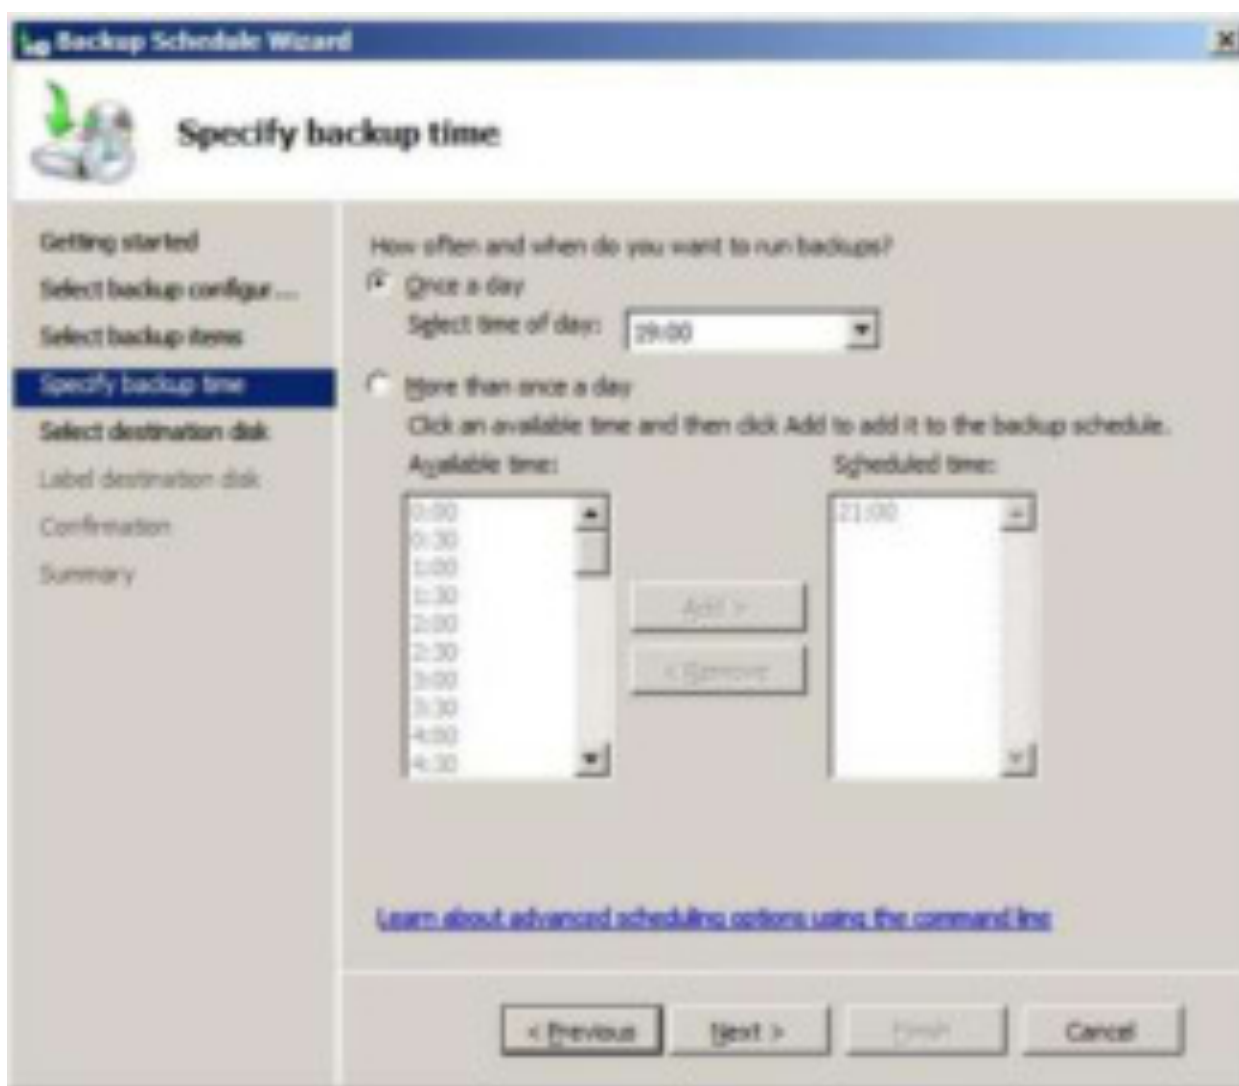 Backup Schedule Wizard
Specify backup time
Getting started
Select backup configur...
Select backup items
Specify backup time
Select destination disk
Label destination disk
Confirmation
Summary
How often and when do you want to run backups?
Once a day
Select time of day: 19:00
More than once a day
Click an available time and then click Add to add it to the backup schedule.
Available time:
0:00
0:30
1:00
1:30
2:00
2:30
3:00
3:30
4:00
4:30
Add >
< Remove
Scheduled time:
21:00
Learn about advanced scheduling options using the command line
< Previous
Next >
Finish
Cancel